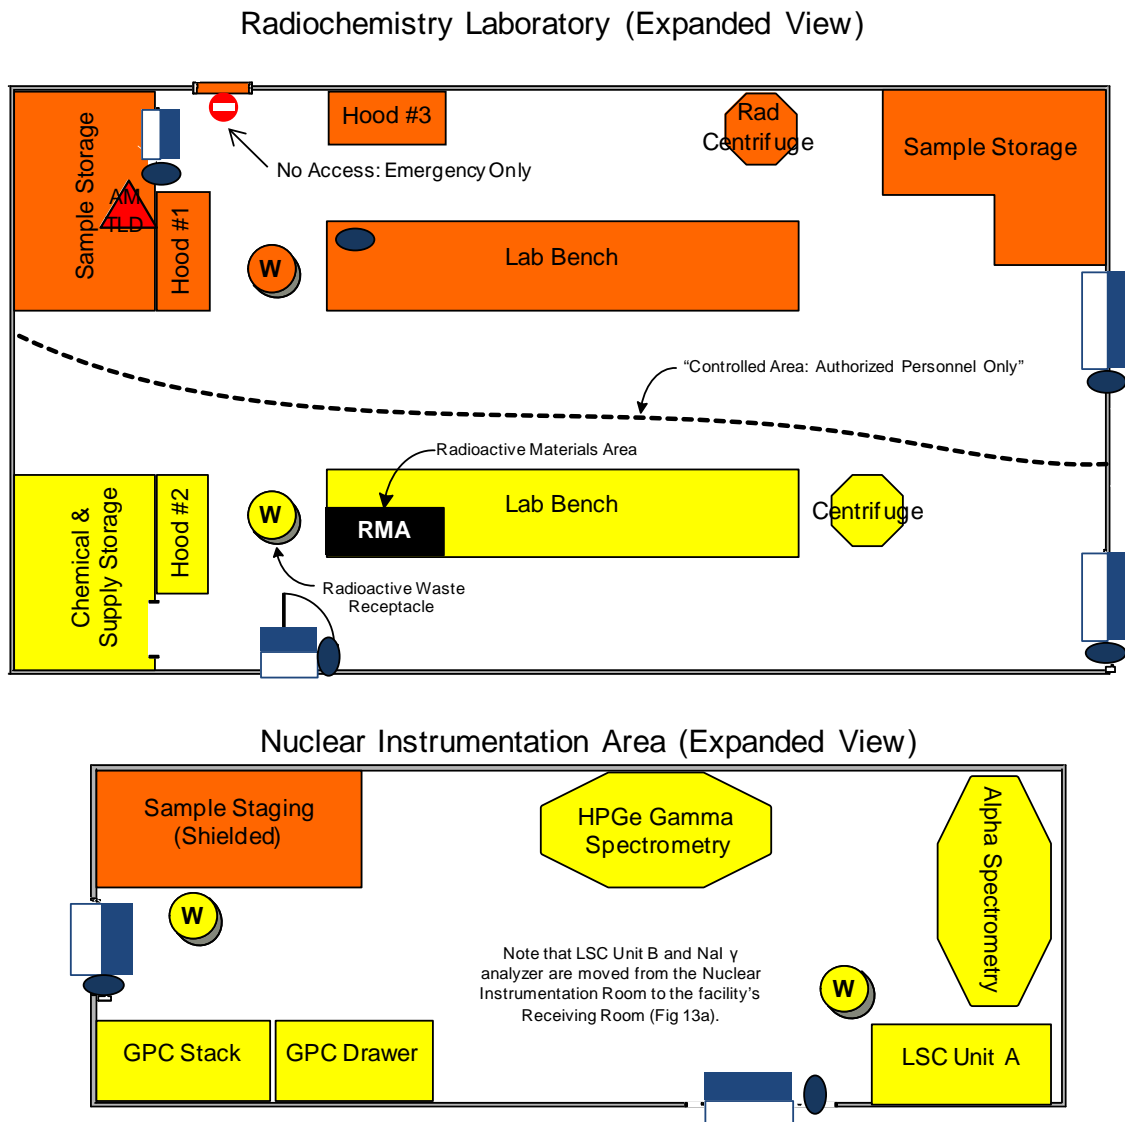 Radiochemistry Laboratory (Expanded View)
Hood #3
Rad
Centrifuge
Sample Storage
No Access: Emergency Only
Sample Storage
AM
TLD
Hood #1
W
Lab Bench
“Controlled Area: Authorized Personnel Only”
Radioactive Materials Area
Chemical &
Supply Storage
Hood #2
W
Lab Bench
RMA
Centrifuge
Radioactive Waste
Receptacle
Nuclear Instrumentation Area (Expanded View)
Sample Staging
(Shielded)
HPGe Gamma
Spectrometry
Alpha Spectrometry
W
Note that LSC Unit B and NaI γ
analyzer are moved from the Nuclear
Instrumentation Room to the facility's
Receiving Room (Fig 13a).
W
GPC Stack
GPC Drawer
LSC Unit A